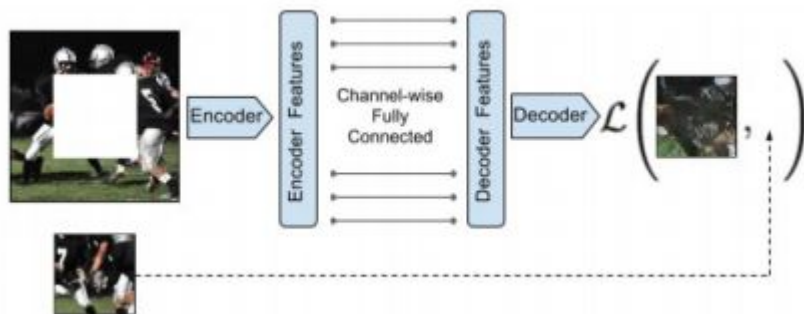 Encoder
Encoder Features
Channel-wise
Fully
Connected
Decoder Features
Decoder
ℒ ( , )